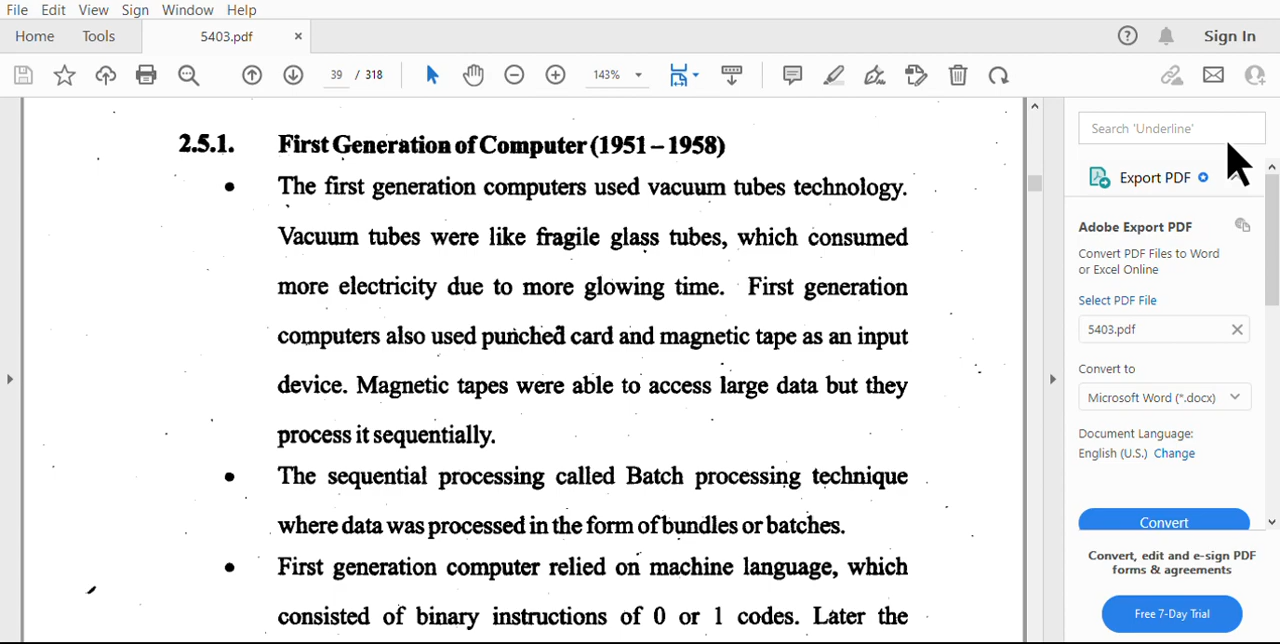 File Edit View Sign Window Help
Home Tools 5403.pdf × ? Sign In
39 / 318 143%
2.5.1. First Generation of Computer (1951 – 1958)
• The first generation computers used vacuum tubes technology.
Vacuum tubes were like fragile glass tubes, which consumed
more electricity due to more glowing time. First generation
computers also used punched card and magnetic tape as an input
device. Magnetic tapes were able to access large data but they
process it sequentially.
• The sequential processing called Batch processing technique
where data was processed in the form of bundles or batches.
• First generation computer relied on machine language, which
consisted of binary instructions of 0 or 1 codes. Later the
Search 'Underline'
Export PDF
Adobe Export PDF
Convert PDF Files to Word
or Excel Online
Select PDF File
5403.pdf ×
Convert to
Microsoft Word (*.docx)
Document Language:
English (U.S.) Change
Convert
Convert, edit and e-sign PDF
forms & agreements
Free 7-Day Trial